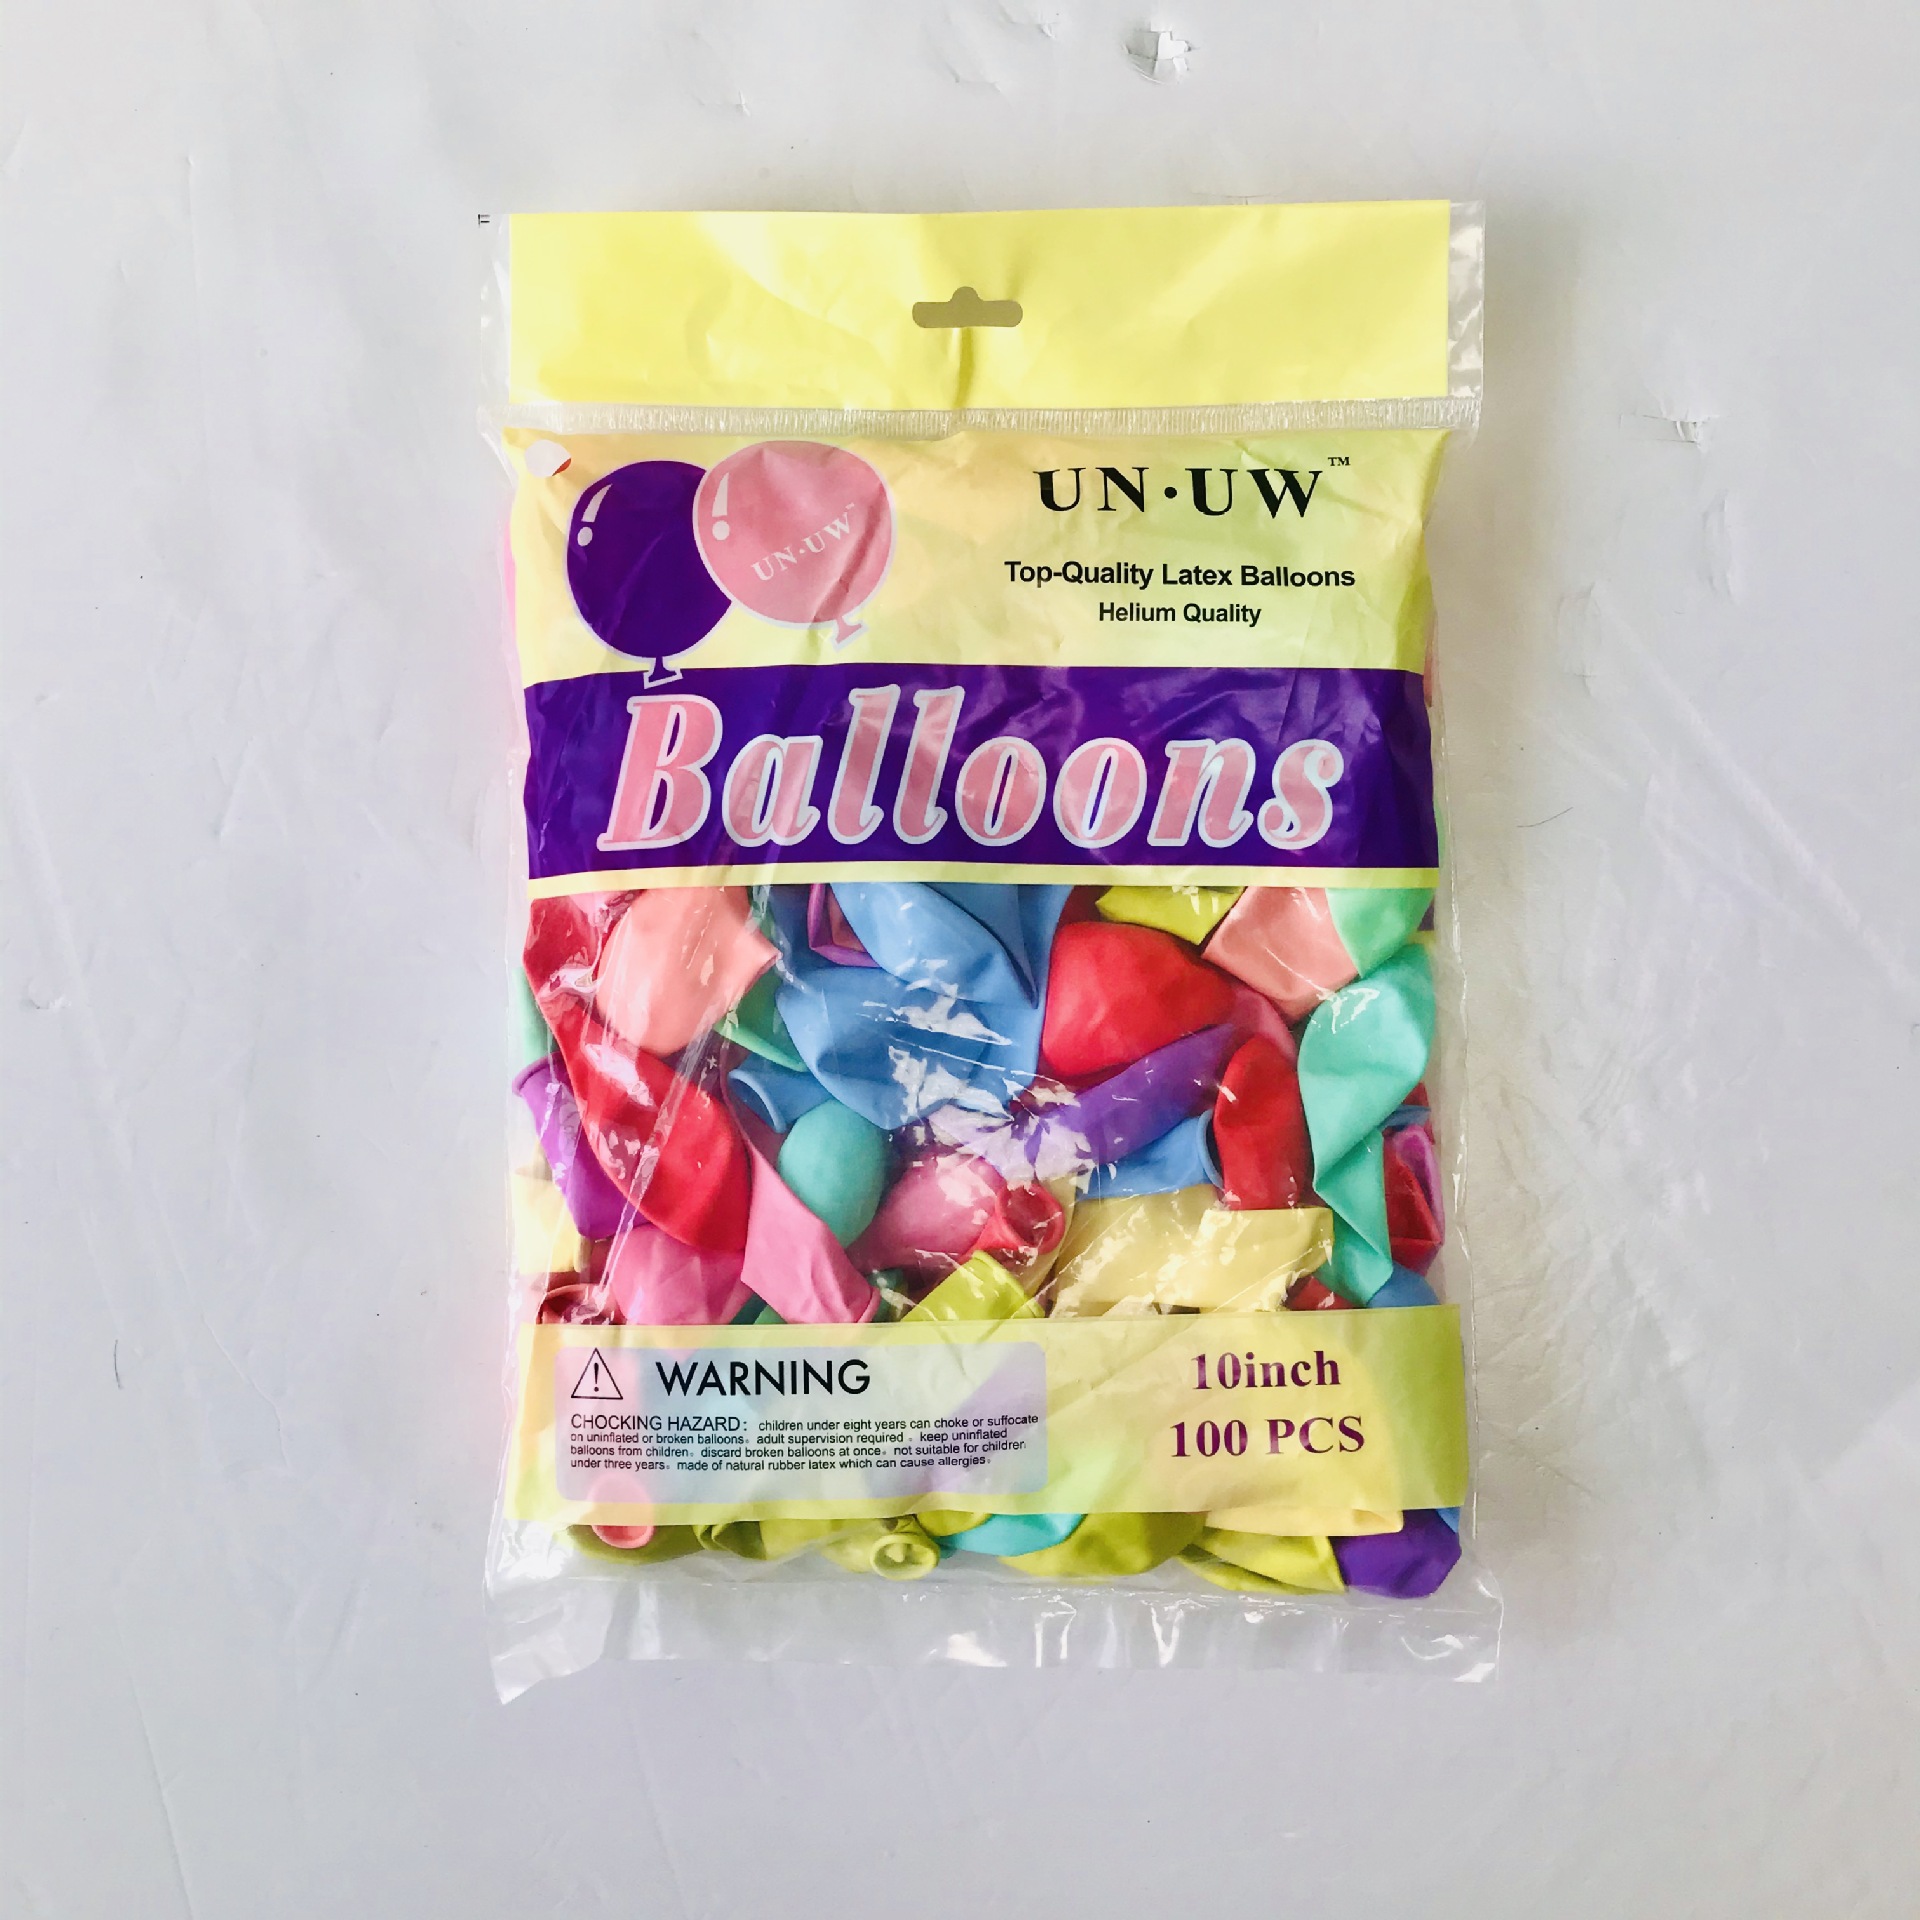 UN·UW™
UN·UW™
Top-Quality Latex Balloons
Helium Quality
Balloons
WARNING
CHOCKING HAZARD: children under eight years can choke or suffocate
on uninflated or broken balloons。adult supervision required 。keep uninflated
balloons from children。discard broken balloons at once。not suitable for children
under three years。made of natural rubber latex which can cause allergies。
10inch
100 PCS